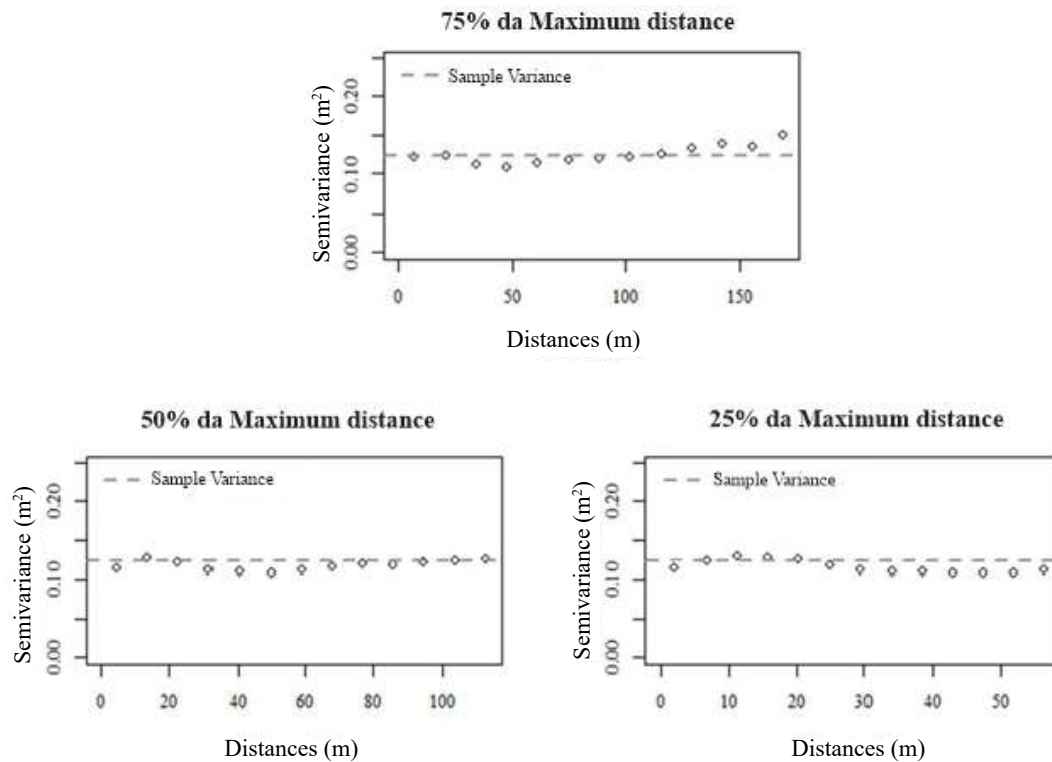 75% da Maximum distance
Sample Variance
Semivariance (m²)
0.00 0.10 0.20
0 50 100 150
Distances (m)
50% da Maximum distance
Sample Variance
Semivariance (m²)
0.00 0.10 0.20
0 20 40 60 80 100
Distances (m)
25% da Maximum distance
Sample Variance
Semivariance (m²)
0.00 0.10 0.20
0 10 20 30 40 50
Distances (m)